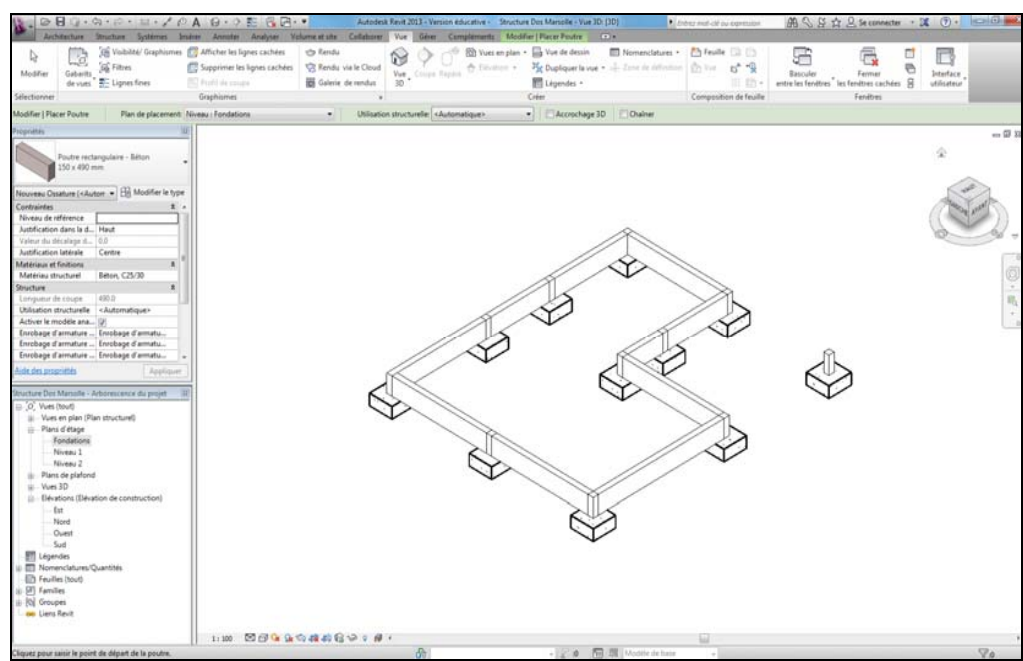 Autodesk Revit 2013 - Version éducative - Structure Dos Marsolle - Vue 3D: {3D}
Entrez mot-clé ou expression
Se connecter
Architecture Structure Systèmes Insérer Annoter Analyser Volume et site Collaborer Vue Gérer Compléments Modifier | Placer Poutre
Modifier
Gabarits de vues
Visibilité/ Graphismes
Filtres
Lignes fines
Afficher les lignes cachées
Supprimer les lignes cachées
Profil de coupe
Rendu
Rendu via le Cloud
Galerie de rendus
Vue 3D
Coupe
Repère
Vues en plan
Élévation
Vue de dessin
Dupliquer la vue
Légendes
Nomenclatures
Zone de définition
Feuille
Vue
Basculer entre les fenêtres
Fermer les fenêtres cachées
Interface utilisateur
Sélectionner Graphismes Créer Composition de feuille Fenêtres
Modifier | Placer Poutre Plan de placement: Niveau : Fondations Utilisation structurelle: <Automatique> Accrochage 3D Chaîner
Propriétés
Poutre rectangulaire - Béton
150 x 490 mm
Nouveau Ossature (<Autom Modifier le type
Contraintes
Niveau de référence
Justification dans la d... Haut
Valeur du décalage d... 0.0
Justification latérale Centre
Matériaux et finitions
Matériau structurel Béton, C25/30
Structure
Longueur de coupe 490.0
Utilisation structurelle <Automatique>
Activer le modèle ana...
Enrobage d'armature ... Enrobage d'armatu...
Enrobage d'armature ... Enrobage d'armatu...
Enrobage d'armature ... Enrobage d'armatu...
Aide des propriétés Appliquer
Structure Dos Marsolle - Arborescence du projet
Vues (tout)
Vues en plan (Plan structurel)
Plans d'étage
Fondations
Niveau 1
Niveau 2
Plans de plafond
Vues 3D
Elévations (Elévation de construction)
Est
Nord
Ouest
Sud
Légendes
Nomenclatures/Quantités
Feuilles (tout)
Familles
Groupes
Liens Revit
HAUT
AVANT
1 : 100
Cliquez pour saisir le point de départ de la poutre.
Modèle de base